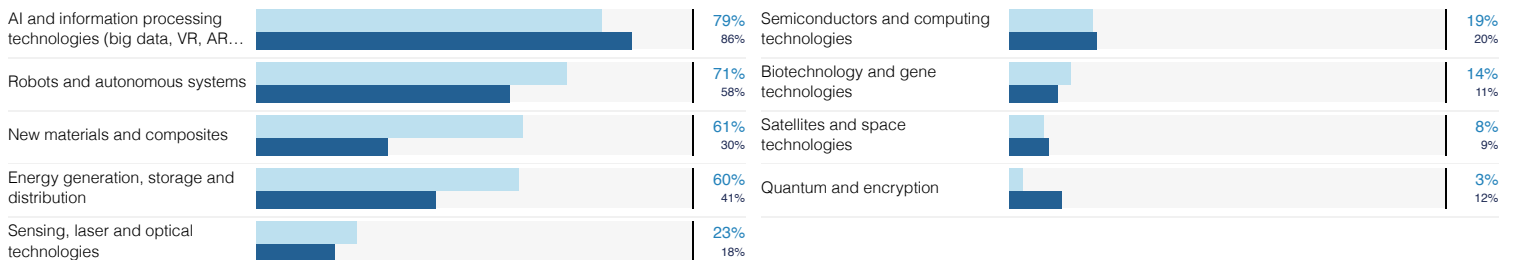 AI and information processing
technologies (big data, VR, AR...
79%
86%
Robots and autonomous systems
71%
58%
New materials and composites
61%
30%
Energy generation, storage and
distribution
60%
41%
Sensing, laser and optical
technologies
23%
18%
Semiconductors and computing
technologies
19%
20%
Biotechnology and gene
technologies
14%
11%
Satellites and space
technologies
8%
9%
Quantum and encryption
3%
12%